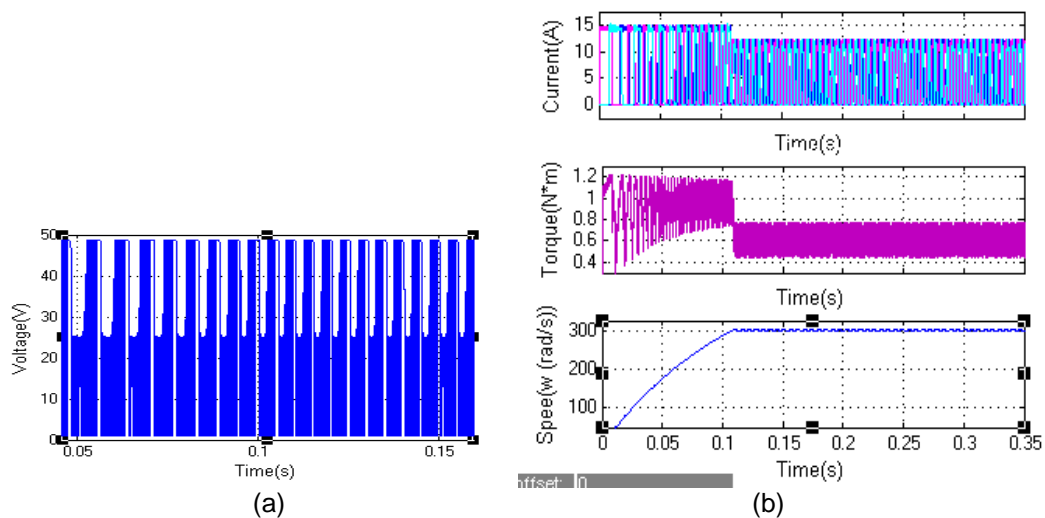 50
40
30
20
10
0
Voltage(V)
0.05
0.1
0.15
Time(s)
(a)
15
10
5
0
Current(A)
Time(s)
1.2
1
0.8
0.6
0.4
Torque(N*m)
Time(s)
300
200
100
Spee(w (rad/s))
0
0.05
0.1
0.15
0.2
0.25
0.3
0.35
Time(s)
offset: 0
(b)